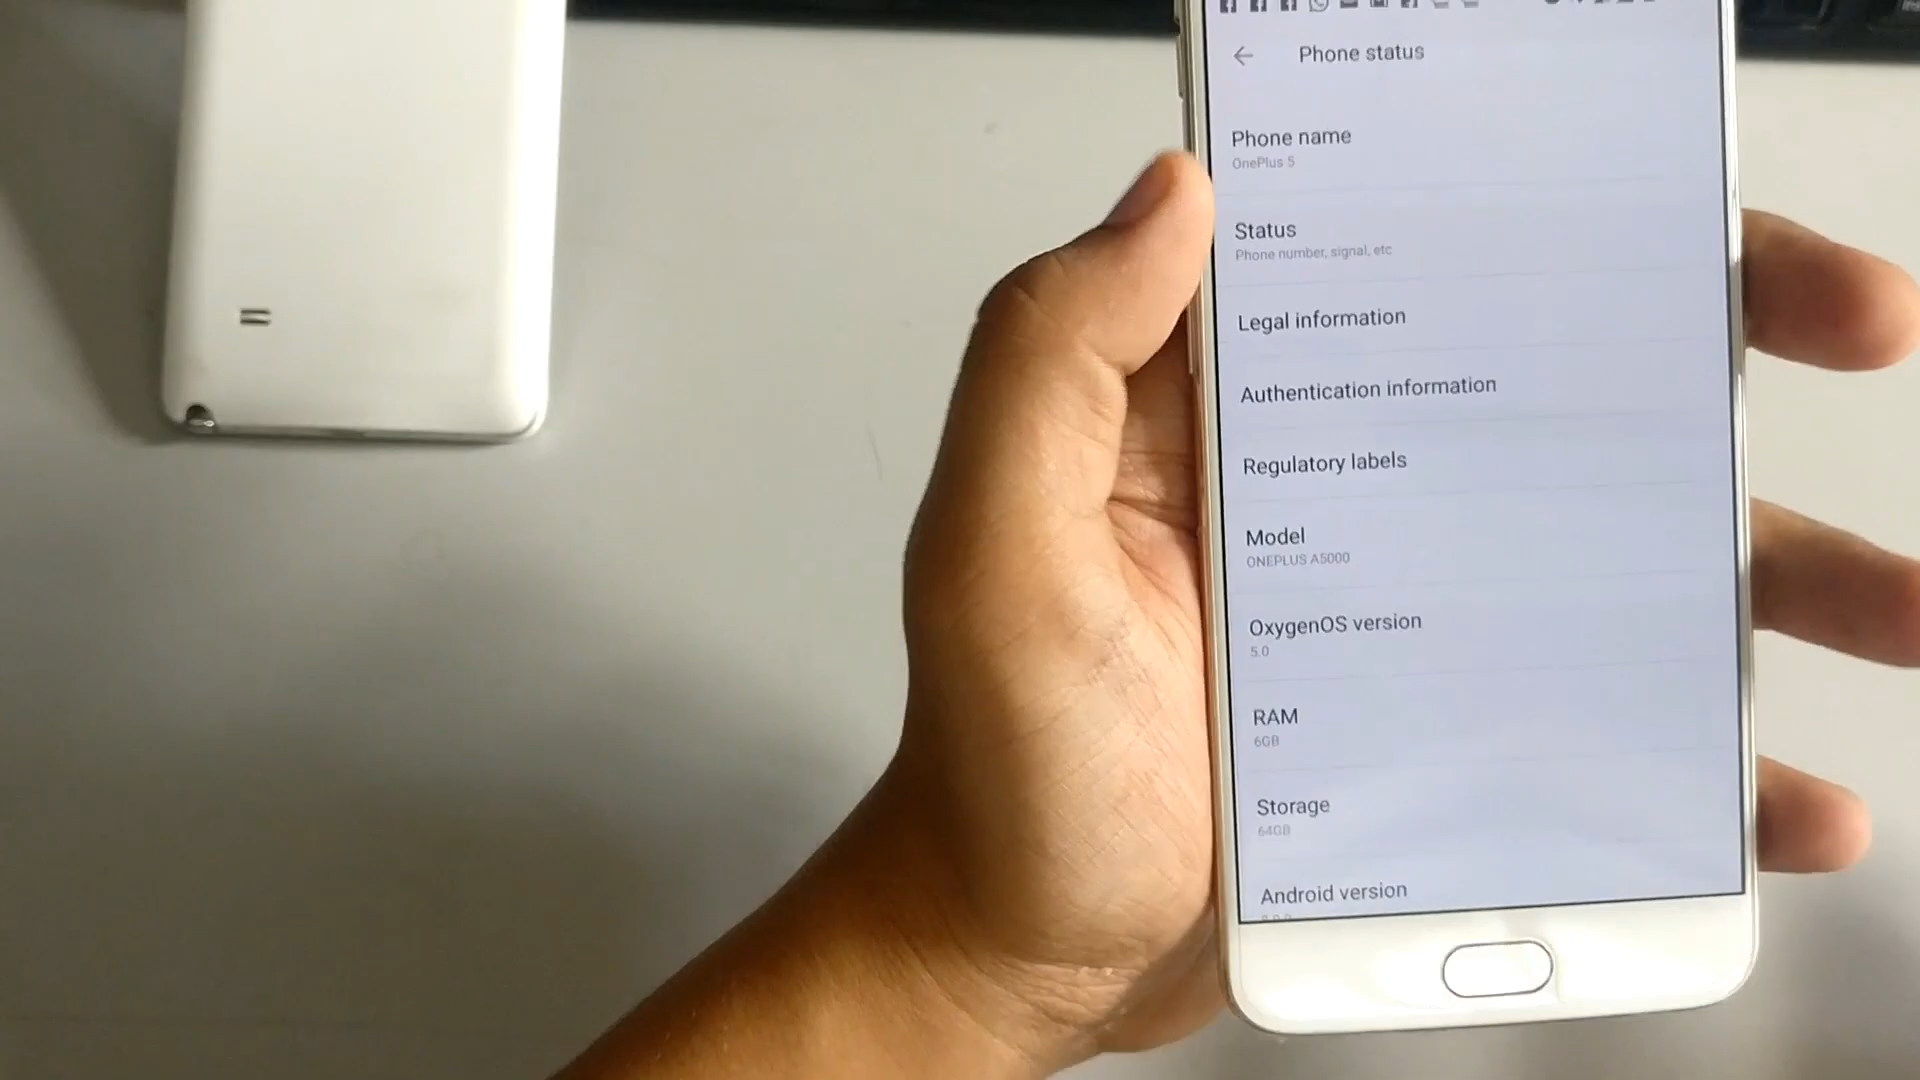 Phone status
Phone name
OnePlus 5
Status
Phone number, signal, etc
Legal information
Authentication information
Regulatory labels
Model
ONEPLUS A5000
OxygenOS version
5.0
RAM
6GB
Storage
64GB
Android version